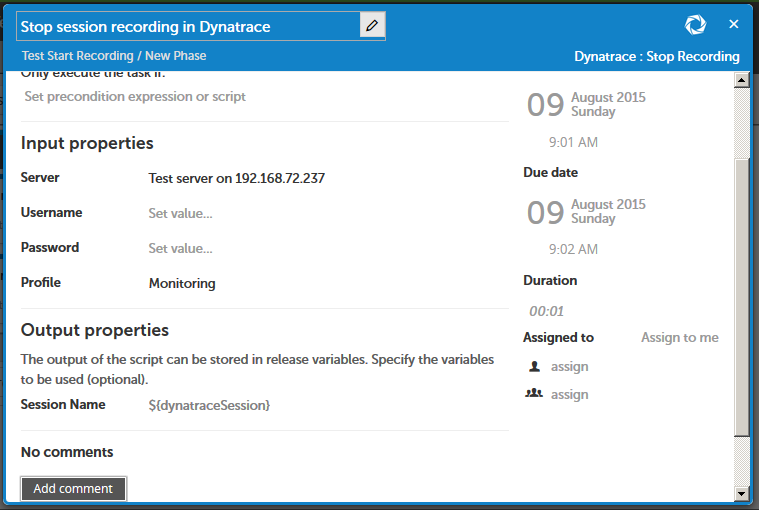 Stop session recording in Dynatrace
Test Start Recording / New Phase
Dynatrace : Stop Recording
Only execute the task if:
Set precondition expression or script
Input properties
Server Test server on 192.168.72.237
Username Set value...
Password Set value...
Profile Monitoring
Output properties
The output of the script can be stored in release variables. Specify the variables
to be used (optional).
Session Name ${dynatraceSession}
No comments
Add comment
09 August 2015
Sunday
9:01 AM
Due date
09 August 2015
Sunday
9:02 AM
Duration
00:01
Assigned to Assign to me
assign
assign